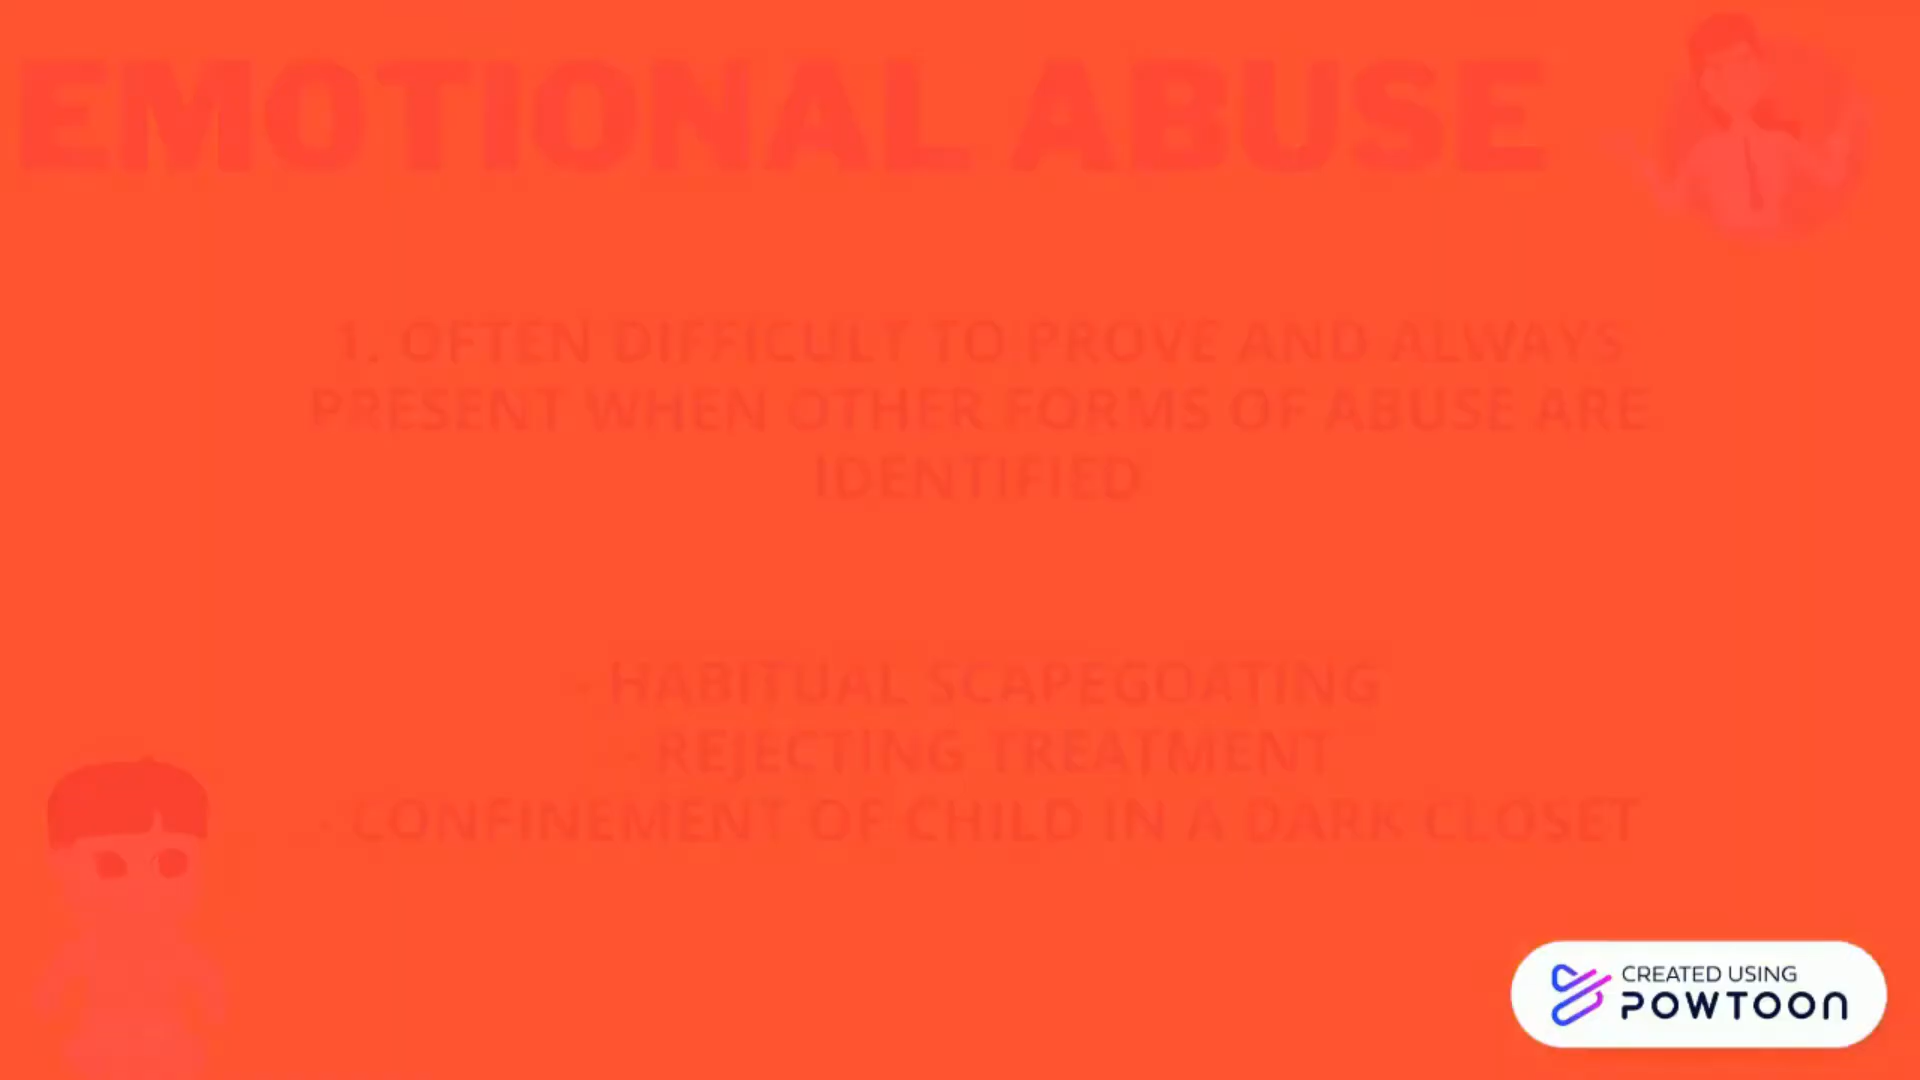 EMOTIONAL ABUSE
1. OFTEN DIFFICULT TO PROVE AND ALWAYS
PRESENT WHEN OTHER FORMS OF ABUSE ARE
IDENTIFIED
- HABITUAL SCAPEGOATING
- REJECTING TREATMENT
- CONFINEMENT OF CHILD IN A DARK CLOSET
CREATED USING
POWTOON